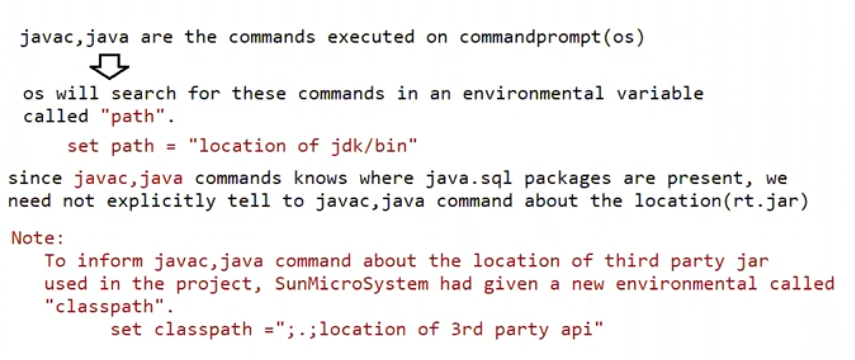 javac,java are the commands executed on commandprompt(os)
os will search for these commands in an environmental variable
called "path".
set path = "location of jdk/bin"
since javac,java commands knows where java.sql packages are present, we
need not explicitly tell to javac,java command about the location(rt.jar)
Note:
To inform javac,java command about the location of third party jar
used in the project, SunMicroSystem had given a new environmental called
"classpath".
set classpath =";.;location of 3rd party api"